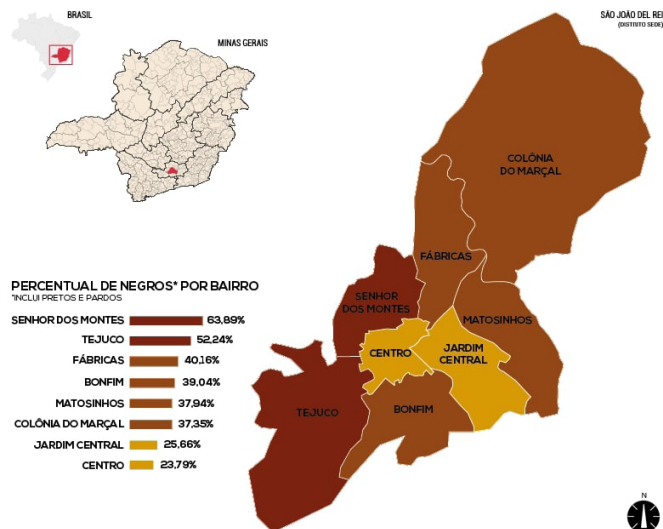 BRASIL
MINAS GERAIS
SÃO JOÃO DEL REI
(DISTRITO SEDE)
COLÔNIA
DO MARÇAL
FÁBRICAS
SENHOR
DOS MONTES
MATOSINHOS
CENTRO
JARDIM
CENTRAL
TEJUCO
BONFIM
PERCENTUAL DE NEGROS* POR BAIRRO
*INCLUI PRETOS E PARDOS
SENHOR DOS MONTES 63,89%
TEJUCO 52,24%
FÁBRICAS 40,16%
BONFIM 39,04%
MATOSINHOS 37,94%
COLÔNIA DO MARÇAL 37,35%
JARDIM CENTRAL 25,66%
CENTRO 23,79%
N